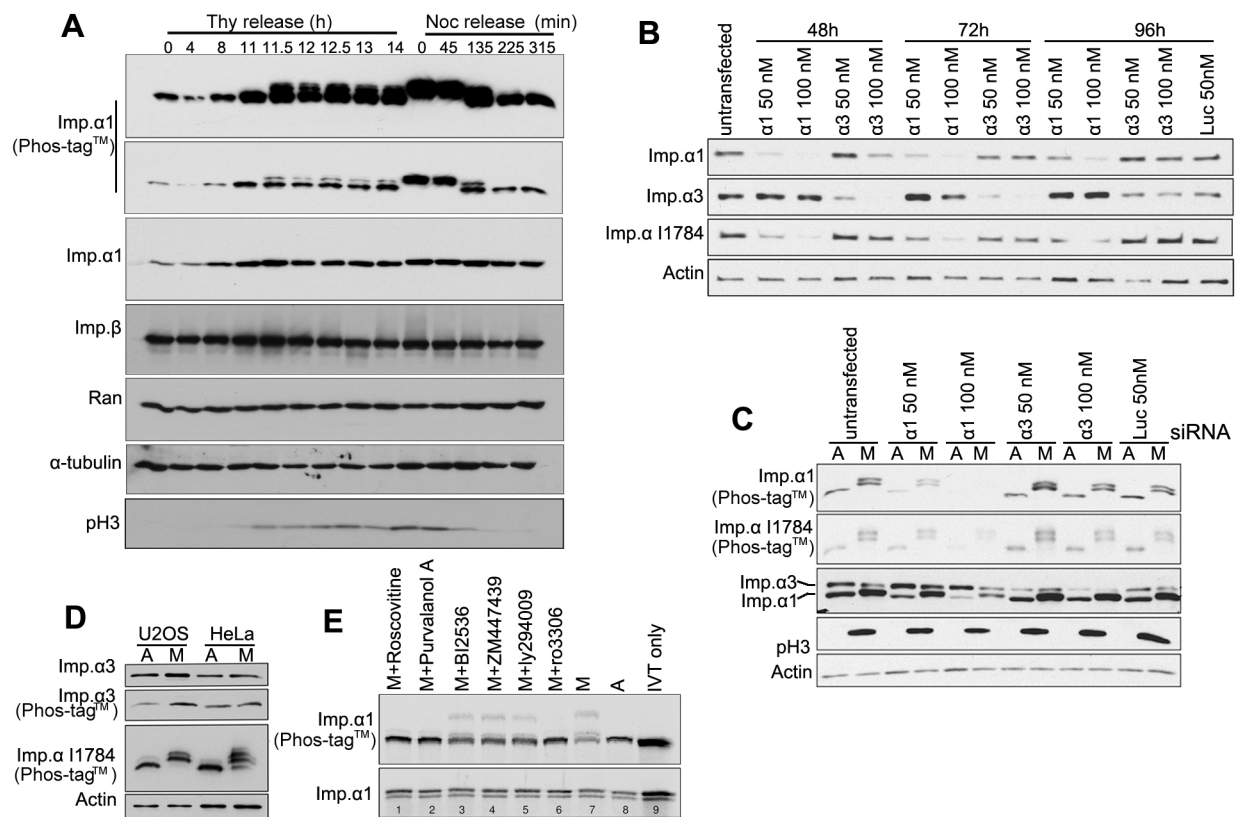 A
Thy release (h)
Noc release (min)
0 4 8 11 11.5 12 12.5 13 14 0 45 135 225 315
Imp.α1
(Phos-tag™)
Imp.α1
Imp.β
Ran
α-tubulin
pH3
B
48h 72h 96h
untransfected
α1 50 nM
α1 100 nM
α3 50 nM
α3 100 nM
α1 50 nM
α1 100 nM
α3 50 nM
α3 100 nM
α1 50 nM
α1 100 nM
α3 50 nM
α3 100 nM
Luc 50nM
Imp.α1
Imp.α3
Imp.α I1784
Actin
C
untransfected
α1 50 nM
α1 100 nM
α3 50 nM
α3 100 nM
Luc 50nM
siRNA
A M A M A M A M A M A M
Imp.α1
(Phos-tag™)
Imp.α I1784
(Phos-tag™)
Imp.α3
Imp.α1
pH3
Actin
D
U2OS HeLa
A M A M
Imp.α3
Imp.α3
(Phos-tag™)
Imp.α I1784
(Phos-tag™)
Actin
E
M+Roscovitine
M+Purvalanol A
M+BI2536
M+ZM447439
M+ly294009
M+ro3306
M
A
IVT only
Imp.α1
(Phos-tag™)
Imp.α1
1 2 3 4 5 6 7 8 9